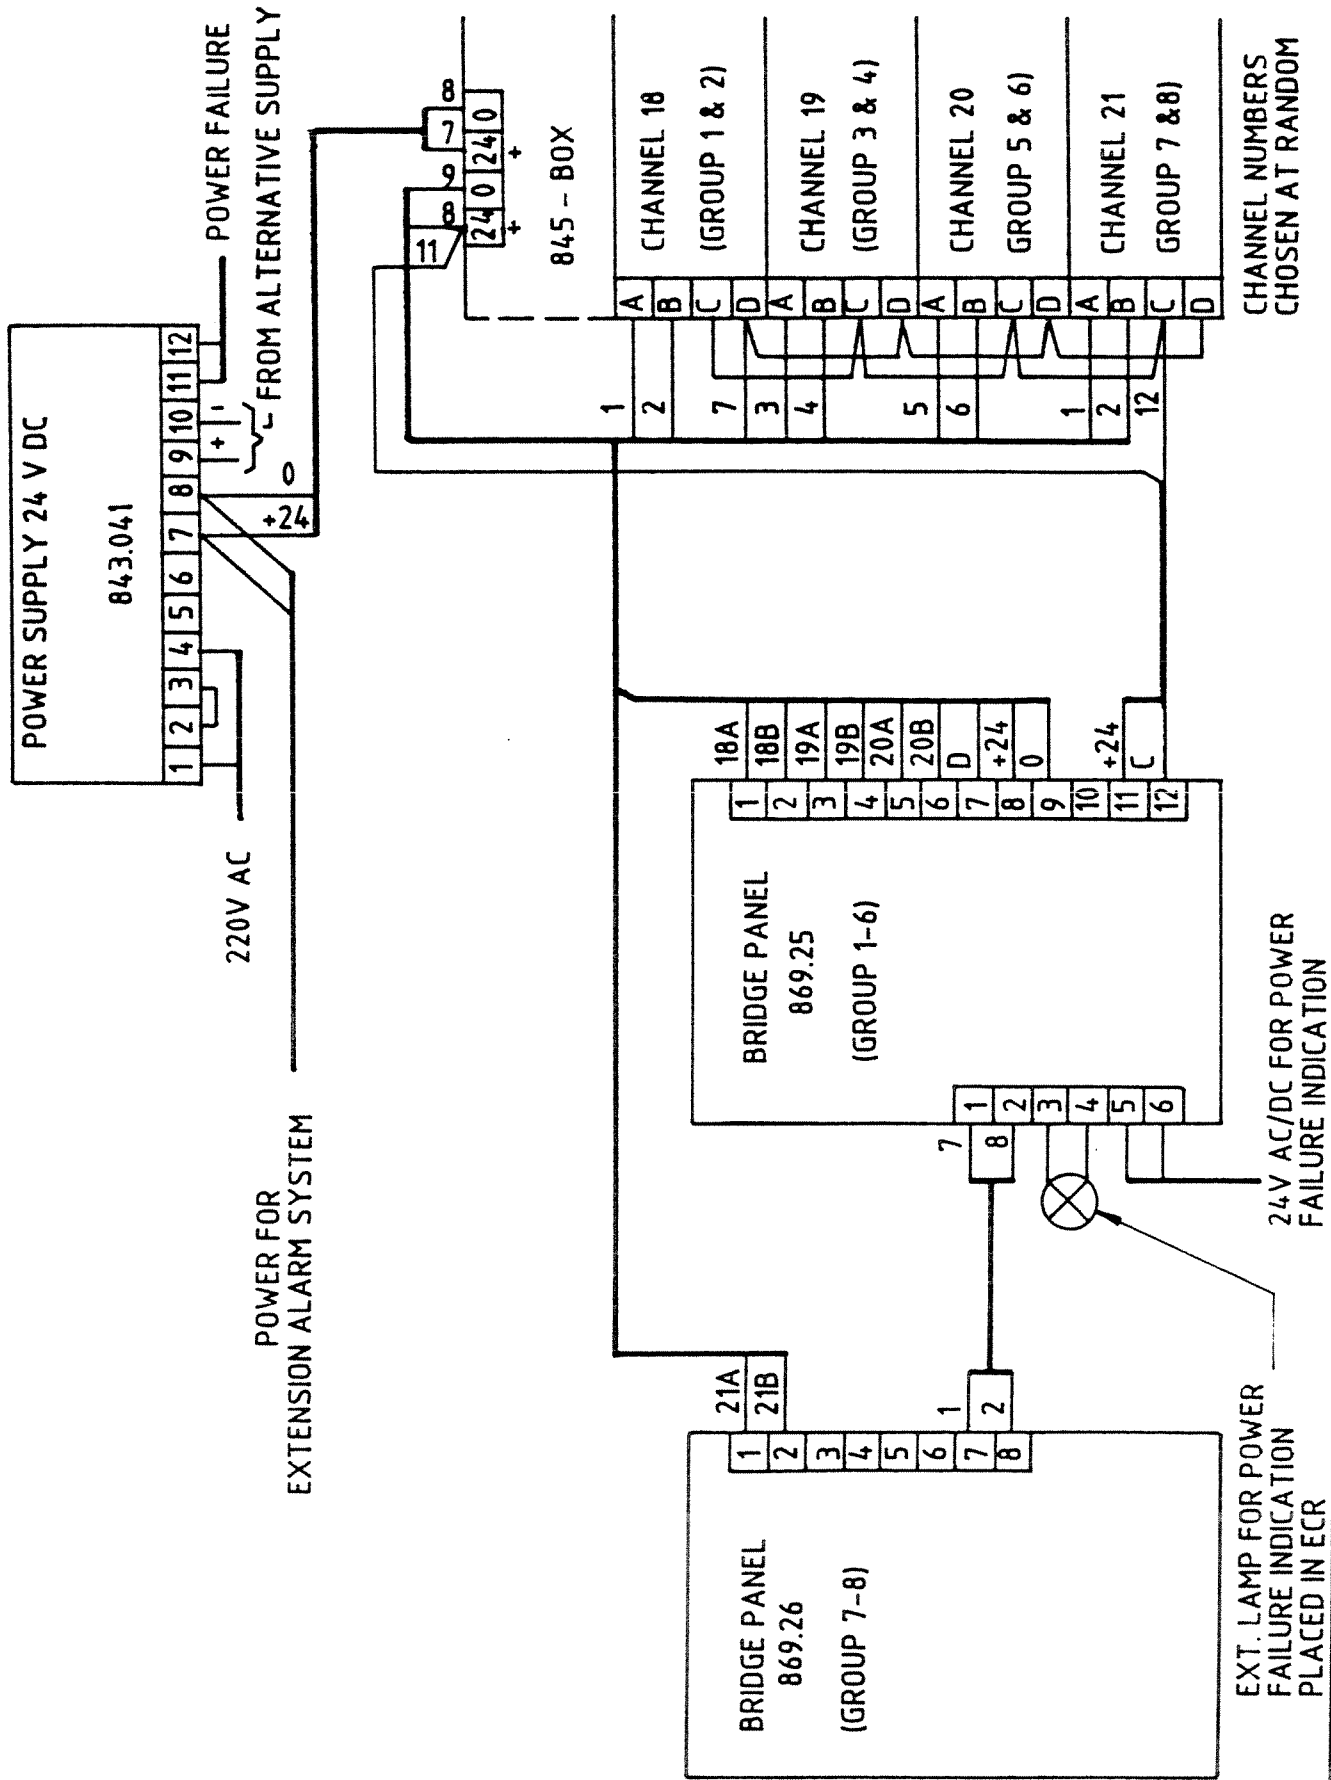 POWER SUPPLY 24 V DC
843.041
1 2 3 4 5 6 7 8 9 10 11 12
+ -
POWER FAILURE
FROM ALTERNATIVE SUPPLY
0
+24
220V AC
POWER FOR
EXTENSION ALARM SYSTEM
11 8 9 7 8
24 0 24 0
+ +
845 - BOX
1
2
7
3
4
5
6
1
2
12
A
B
C
D
A
B
C
D
A
B
C
D
A
B
C
D
CHANNEL 18
(GROUP 1 & 2)
CHANNEL 19
(GROUP 3 & 4)
CHANNEL 20
GROUP 5 & 6)
CHANNEL 21
GROUP 7 &8)
CHANNEL NUMBERS
CHOSEN AT RANDOM
18A
18B
19A
19B
20A
20B
D
+24
0
+24
C
1
2
3
4
5
6
7
8
9
10
11
12
BRIDGE PANEL
869.25
(GROUP 1-6)
7
8
1
2
3
4
5
6
24V AC/DC FOR POWER
FAILURE INDICATION
21A
21B
1
2
1
2
3
4
5
6
7
8
BRIDGE PANEL
869.26
(GROUP 7-8)
EXT. LAMP FOR POWER
FAILURE INDICATION
PLACED IN ECR